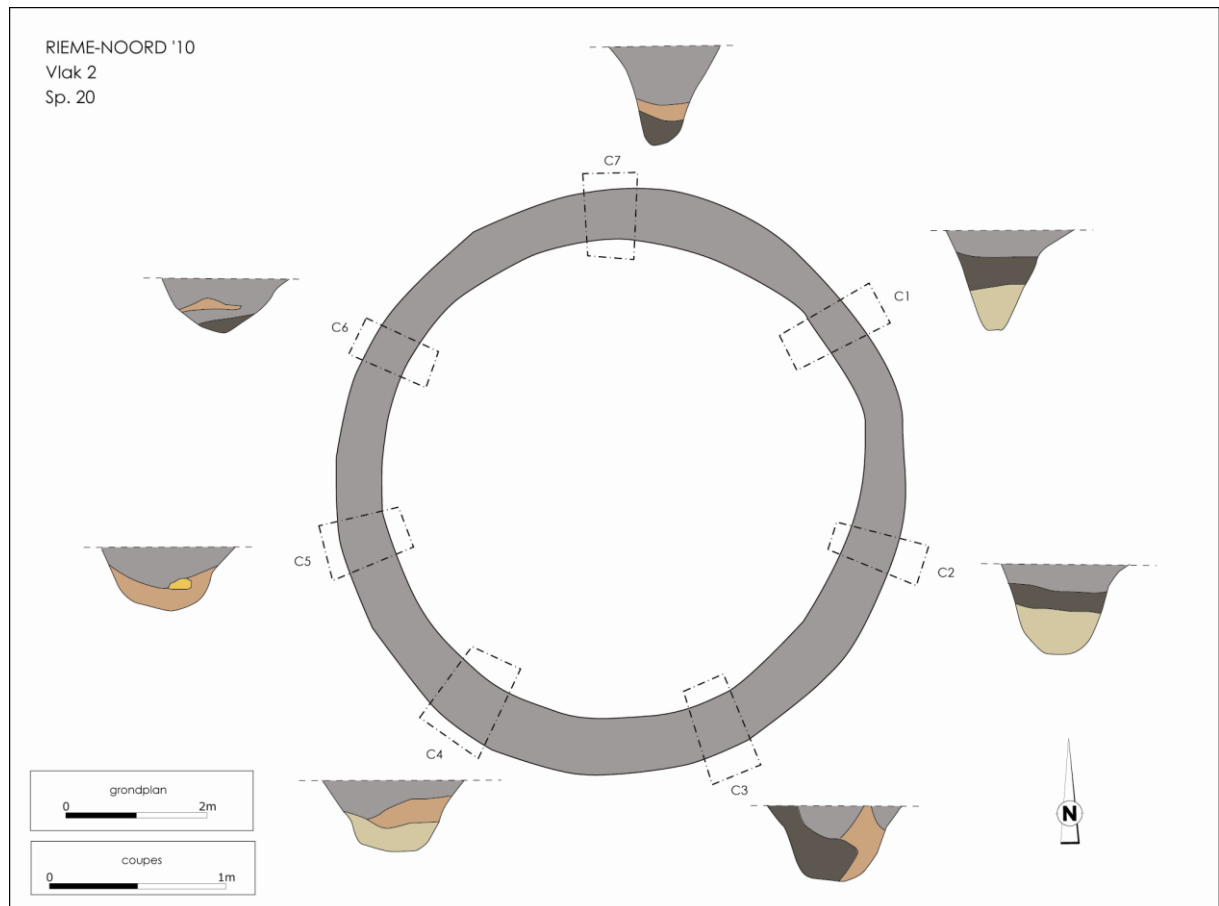 RIEME-NOORD '10
Vlak 2
Sp. 20
C7
C1
C6
C5
C2
C4
C3
grondplan
0 2m
coupes
0 1m
N